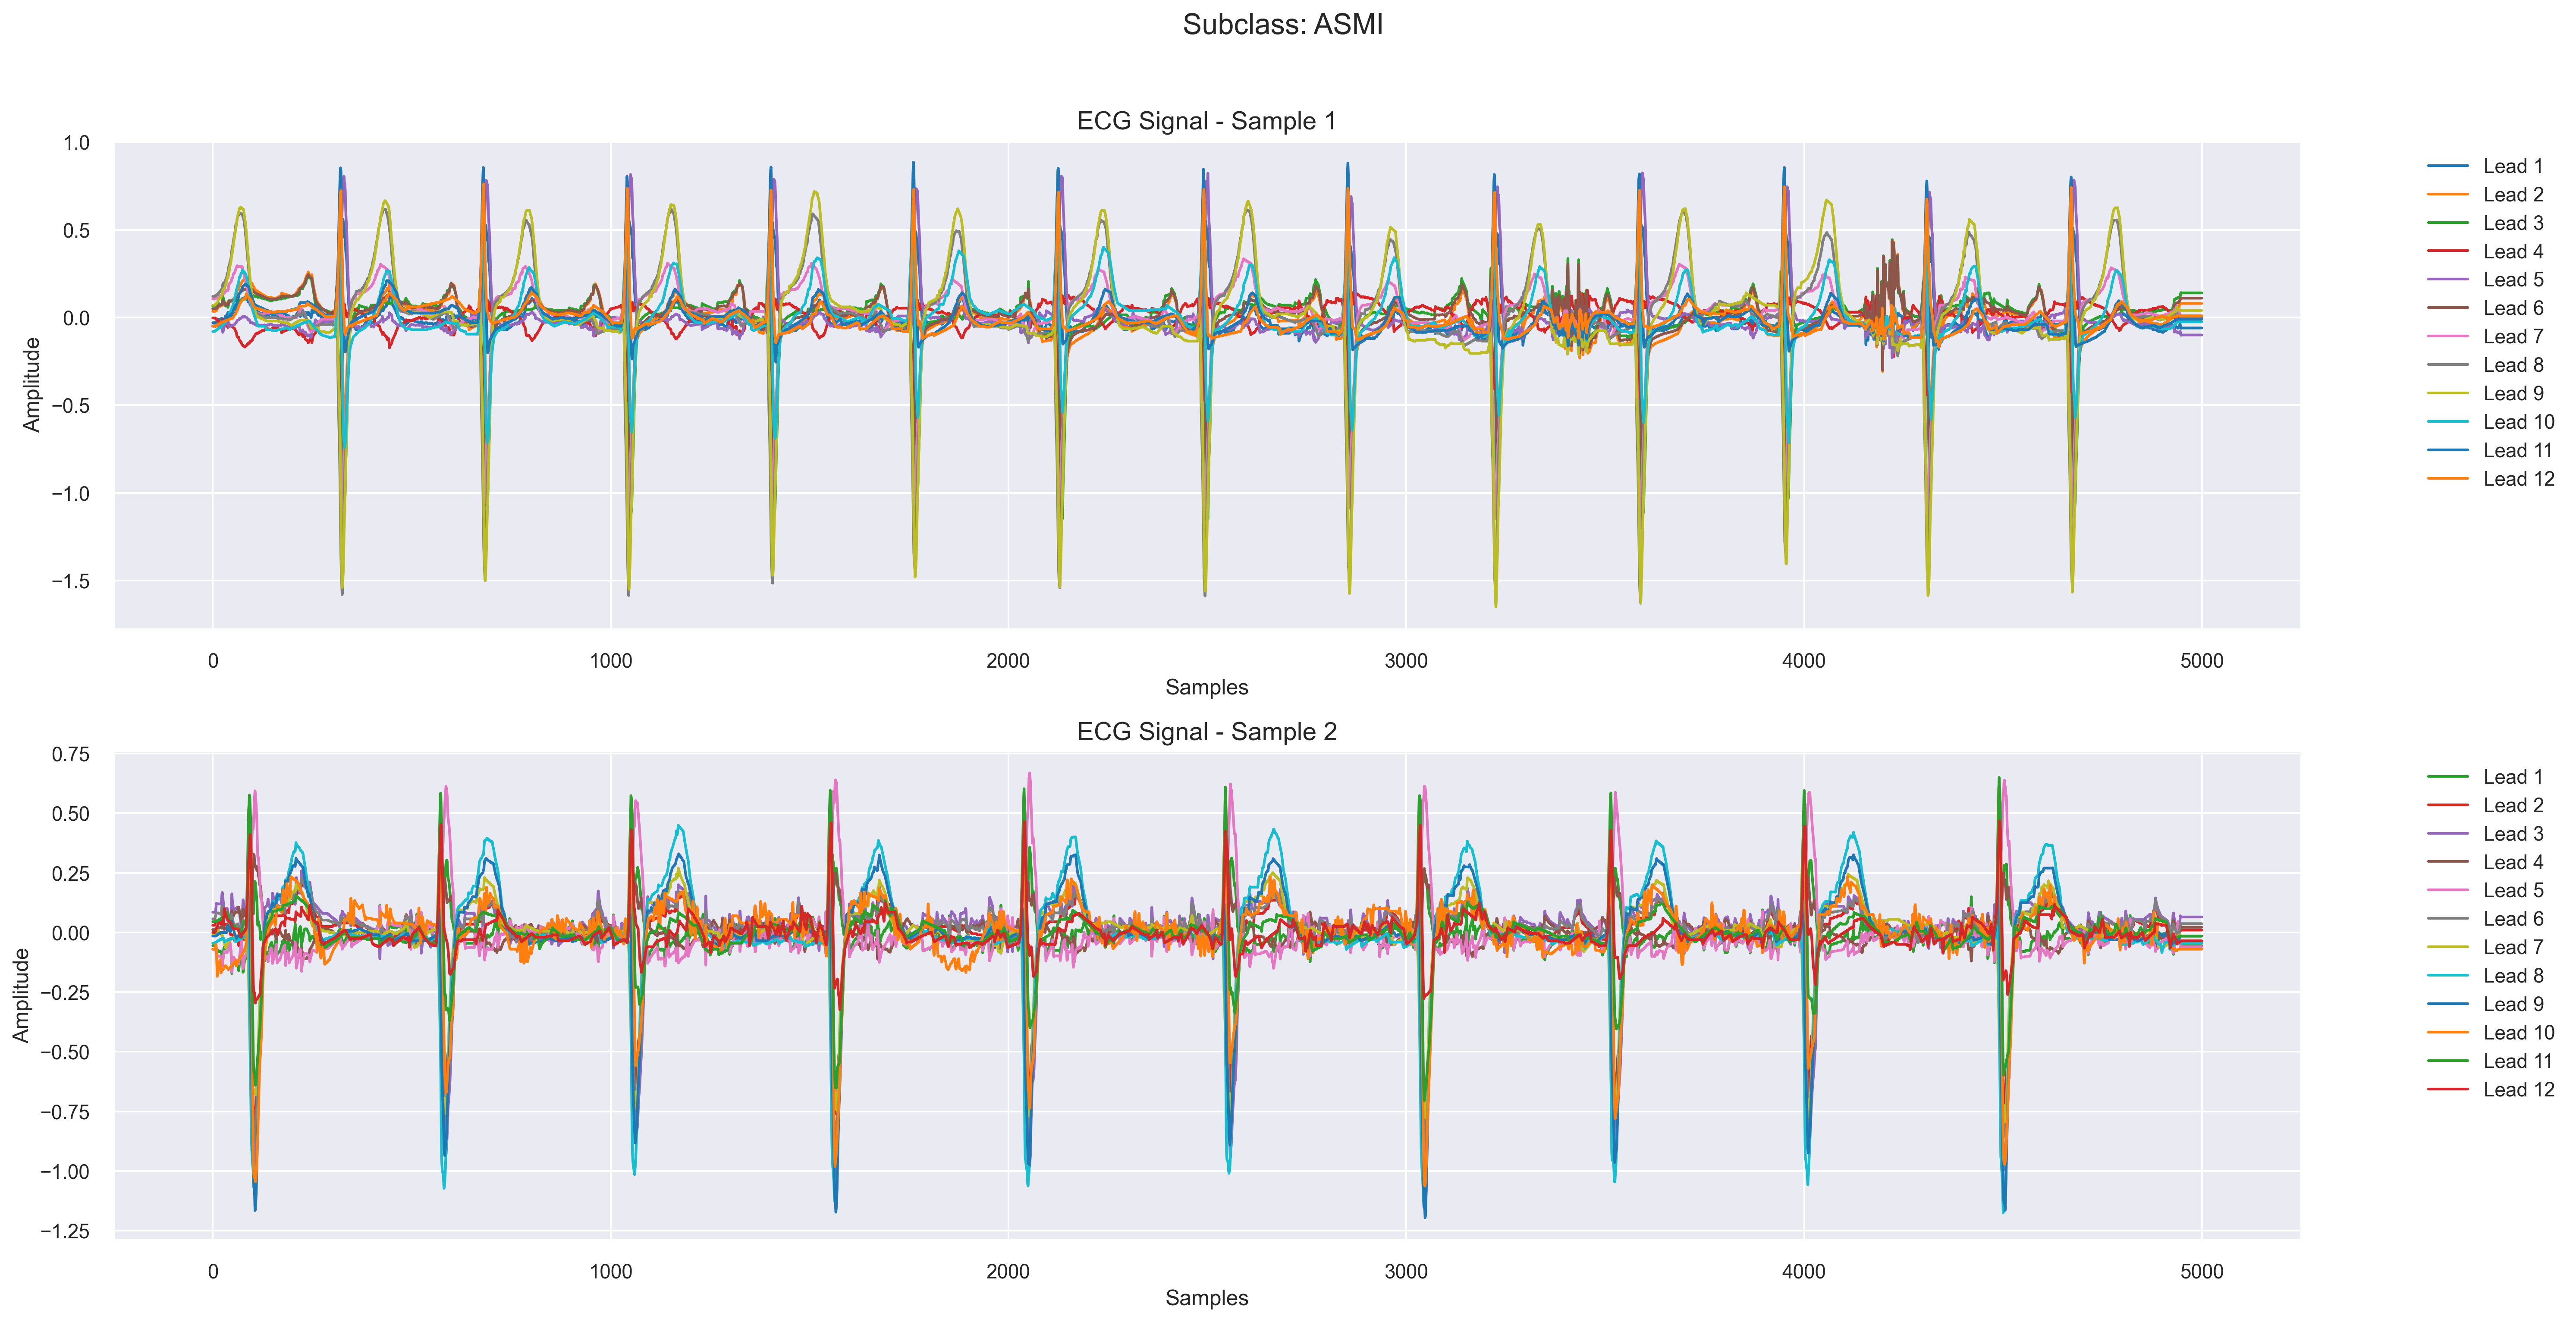 Subclass: ASMI
ECG Signal - Sample 1
1.0
0.5
0.0
−0.5
−1.0
−1.5
Amplitude
0 1000 2000 3000 4000 5000
Samples
Lead 1
Lead 2
Lead 3
Lead 4
Lead 5
Lead 6
Lead 7
Lead 8
Lead 9
Lead 10
Lead 11
Lead 12
ECG Signal - Sample 2
0.75
0.50
0.25
0.00
−0.25
−0.50
−0.75
−1.00
−1.25
Amplitude
0 1000 2000 3000 4000 5000
Samples
Lead 1
Lead 2
Lead 3
Lead 4
Lead 5
Lead 6
Lead 7
Lead 8
Lead 9
Lead 10
Lead 11
Lead 12